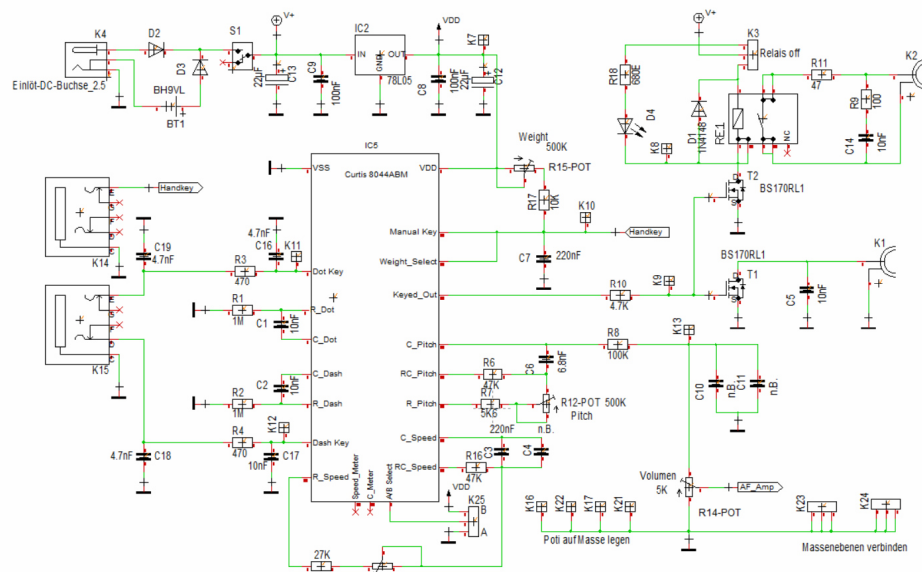 K4
D2
S1
V+
IC2
IN
OUT
GND
78L05
VDD
K7
V+
K3
Relais off
K2
Einlöt-DC-Buchse_2.5
D3
BH9VL
BT1
22uF
C13
C9
100nF
C8
100nF
22uF
C12
R18
680E
D4
D1
1N4148
RE.1
NC
R11
47
R9
100
C14
10nF
K8
T2
BS170RL1
IC5
Curtis 8044ABM
Weight
500K
R15-POT
VSS
VDD
R17
10K
K10
Handkey
K14
Manual Key
Handkey
C7
220nF
Weight_Select
C19
4.7nF
4.7nF
C16
K11
R3
470
Dot Key
K15
R1
1M
C1
10nF
R_Dot
C_Dot
Keyed_Out
R10
4.7K
K9
BS170RL1
T1
K1
C5
10nF
C_Pitch
R8
100K
K13
C6
6.8nF
RC_Pitch
R6
47K
C2
10nF
C_Dash
R2
1M
R_Dash
R_Pitch
R7
5K6
R12-POT 500K
Pitch
n.B.
C10
n.B.
C11
n.B.
R4
470
K12
Dash Key
C_Speed
220nF
C3
C4
4.7nF
C18
10nF
C17
R_Speed
RC_Speed
R16
47K
Speed_Meter
C_Meter
A/B Select
VDD
K25
B
A
Volumen
5K
AF_Amp
R14-POT
K16
K22
K17
K21
K23
K24
Poti auf Masse legen
Massenebenen verbinden
27K